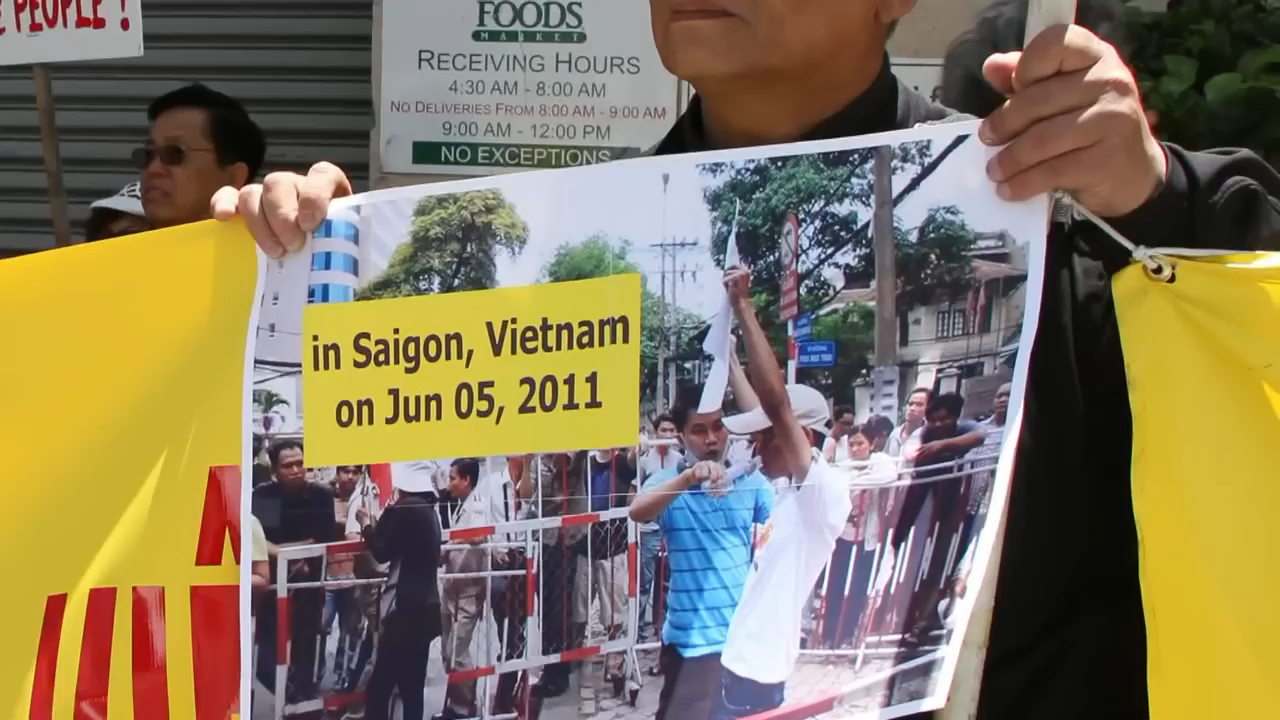 PEOPLE !
FOODS
MARKET
RECEIVING HOURS
4:30 AM - 8:00 AM
NO DELIVERIES FROM 8:00 AM - 9:00 AM
9:00 AM - 12:00 PM
NO EXCEPTIONS
in Saigon, Vietnam
on Jun 05, 2011